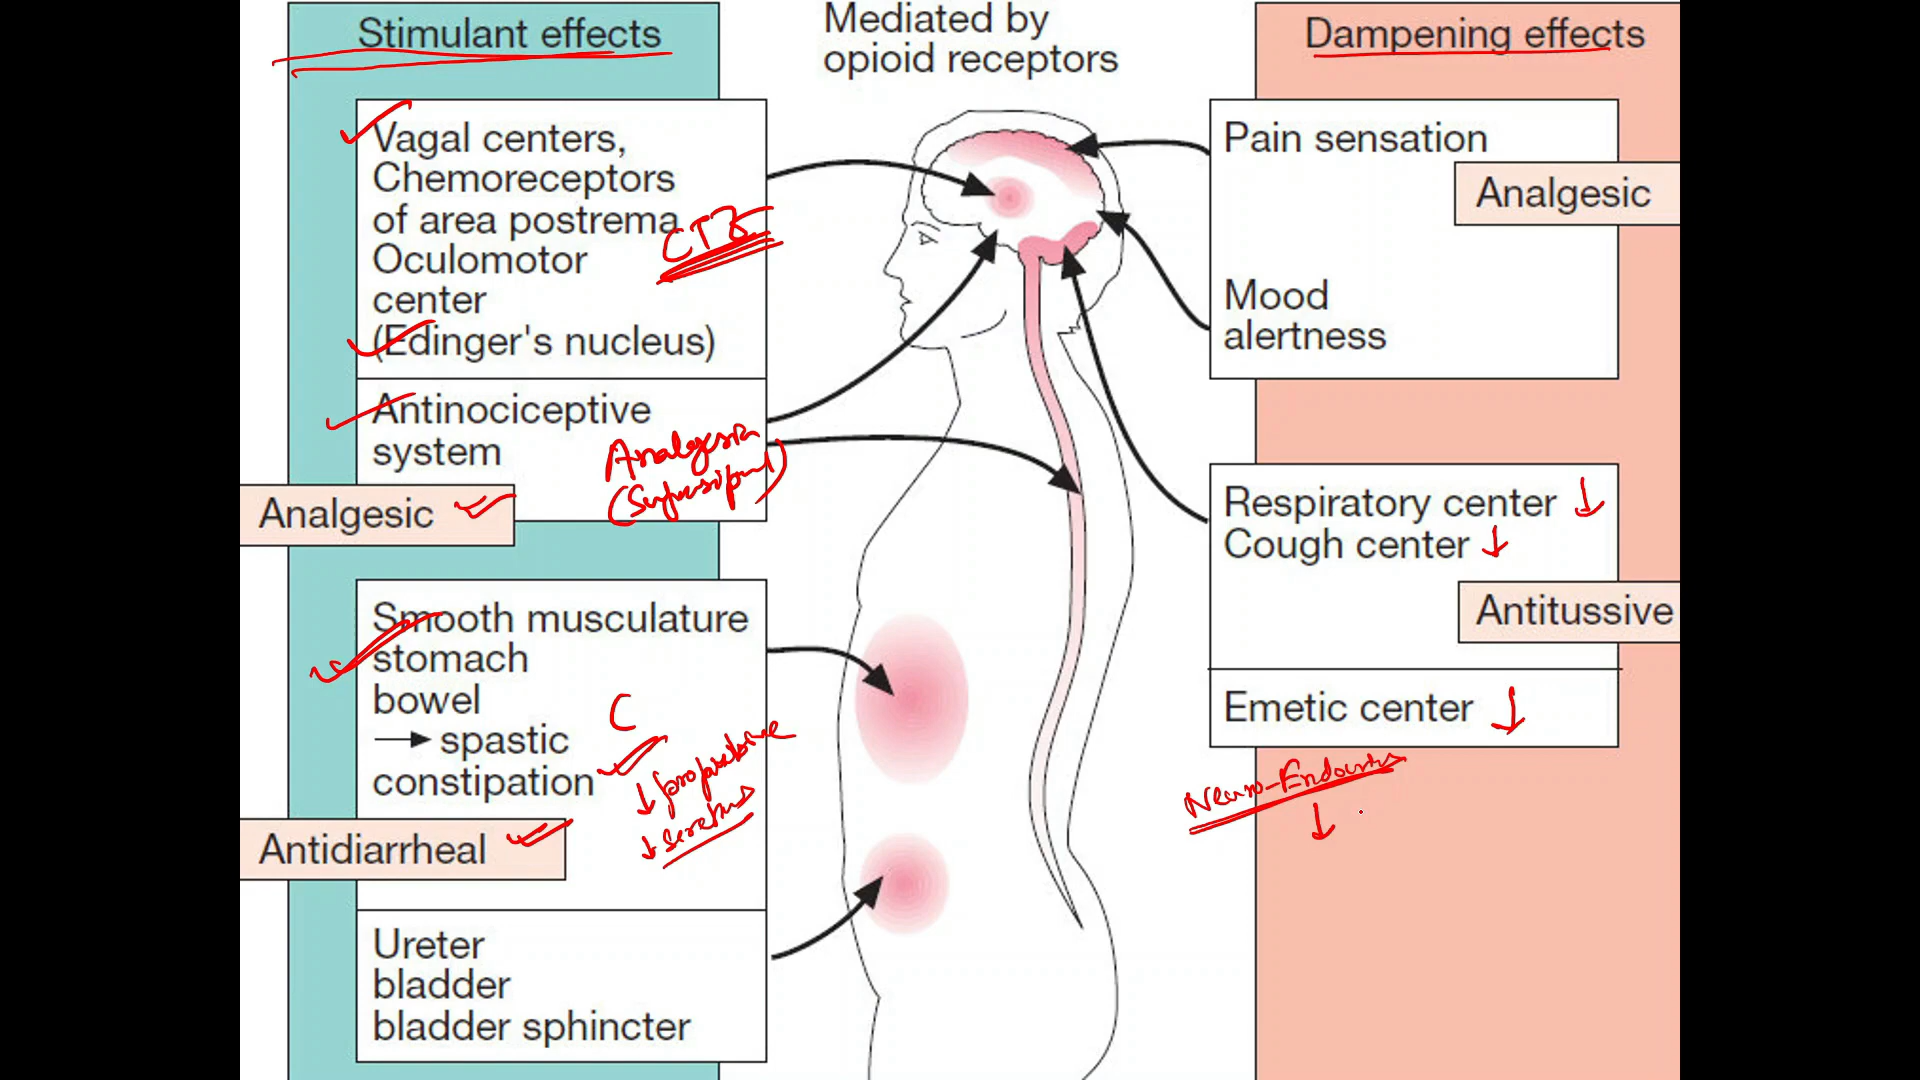 Stimulant effects
Mediated by
opioid receptors
Dampening effects
Vagal centers,
Chemoreceptors
of area postrema
CTZ
Oculomotor
center
(Edinger's nucleus)
Antinociceptive
system
Analgesia
Analgesic
Smooth musculature
stomach
bowel
→ spastic
constipation
C
↓
↓
Antidiarrheal
Ureter
bladder
bladder sphincter
Pain sensation
Analgesic
Mood
alertness
Respiratory center ↓
Cough center ↓
Antitussive
Emetic center ↓
Neuro-Endocrine
↓